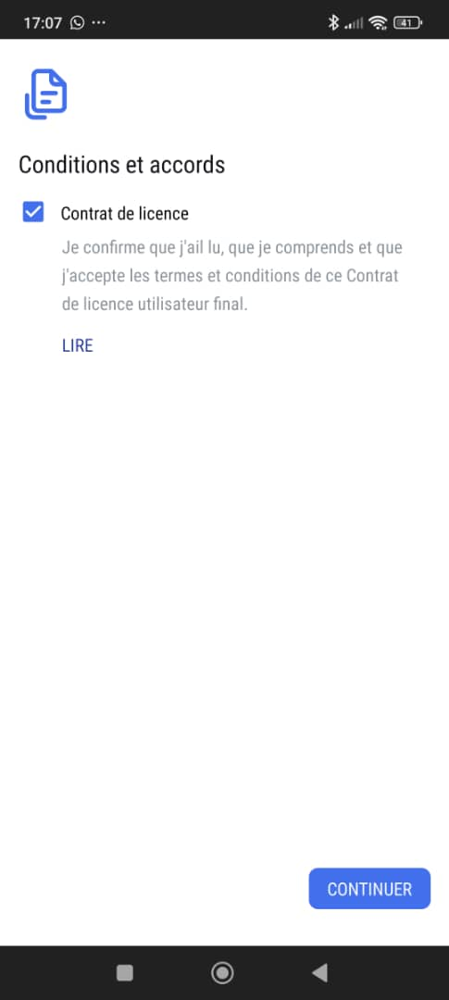 17:07
41
Conditions et accords
Contrat de licence
Je confirme que j'ail lu, que je comprends et que
j'accepte les termes et conditions de ce Contrat
de licence utilisateur final.
LIRE
CONTINUER